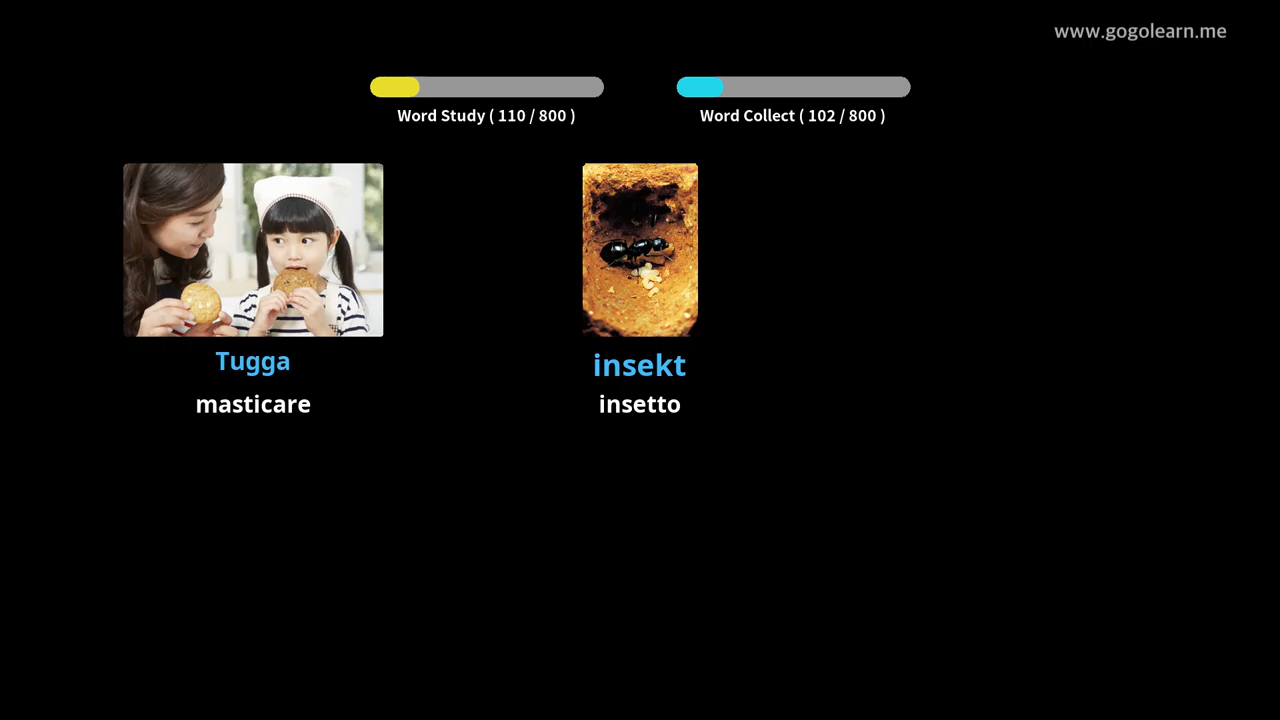 www.gogolearn.me
Word Study ( 110 / 800 )
Word Collect ( 102 / 800 )
Tugga
masticare
insekt
insetto